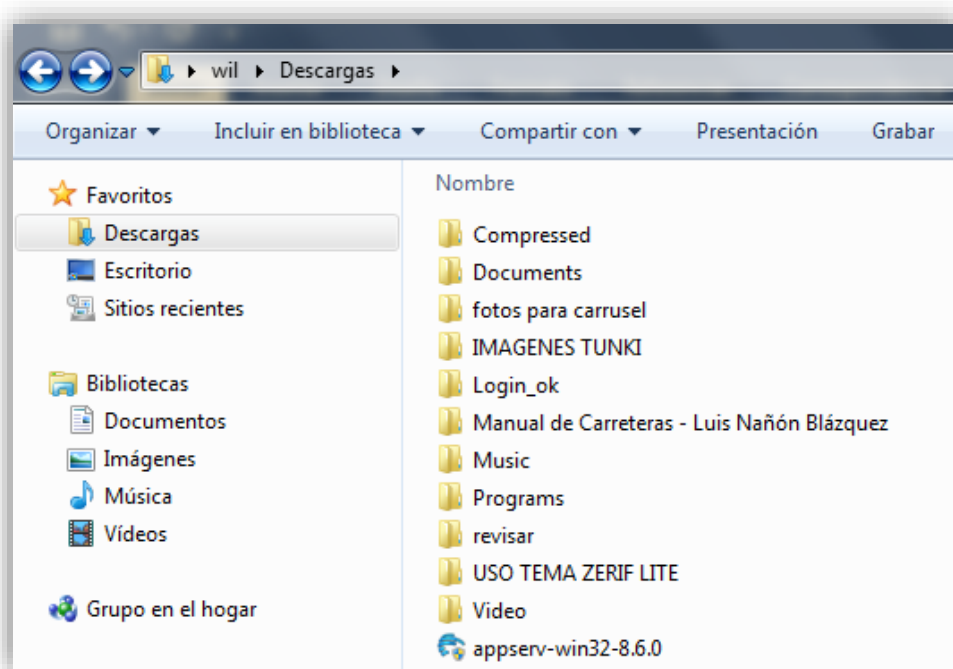 wil Descargas
Organizar Incluir en biblioteca Compartir con Presentación Grabar
Favoritos
Descargas
Escritorio
Sitios recientes
Bibliotecas
Documentos
Imágenes
Música
Vídeos
Grupo en el hogar
Nombre
Compressed
Documents
fotos para carrusel
IMAGENES TUNKI
Login_ok
Manual de Carreteras - Luis Nañón Blázquez
Music
Programs
revisar
USO TEMA ZERIF LITE
Video
appserv-win32-8.6.0